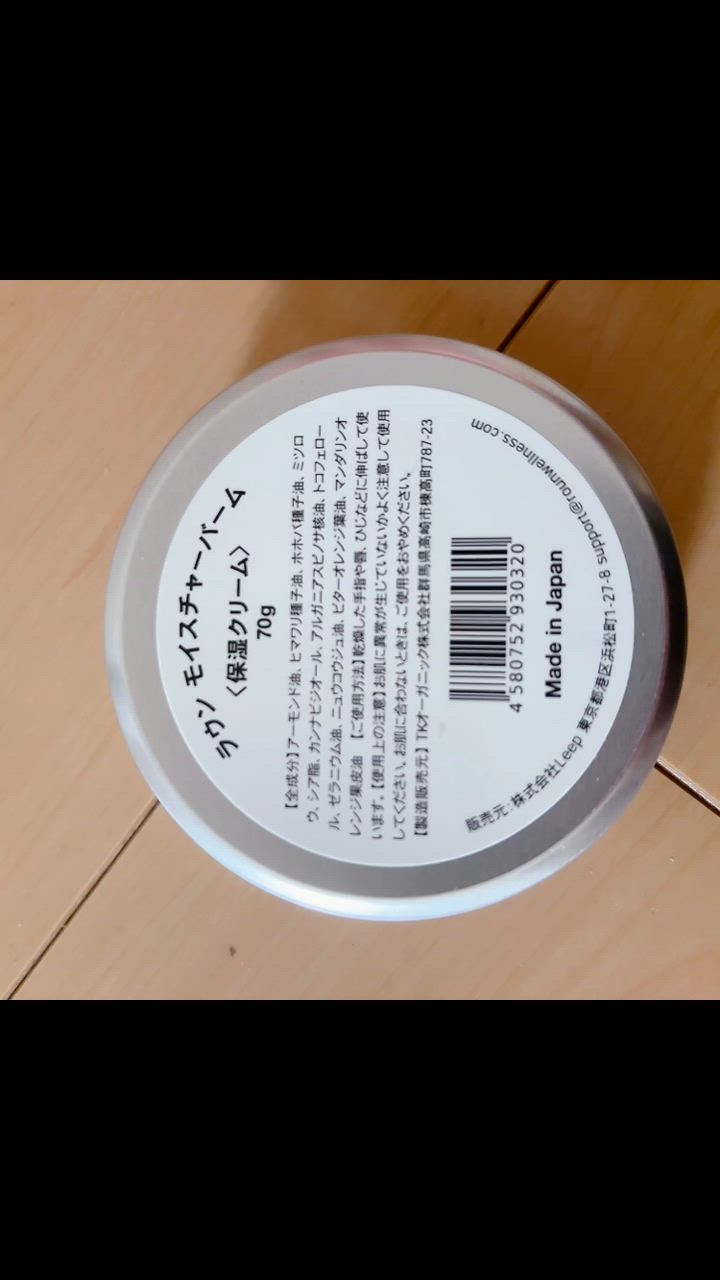 ラウン モイスチャーバーム
〈保湿クリーム〉
70g
【全成分】アーモンド油、ヒマワリ種子油、ホホバ種子油、ミツロ
ウ、シア脂、カンナビジオール、アルガニアスピノサ核油、トコフェロー
ル、ゼラニウム油、ニュウコウジュ油、ビターオレンジ葉油、マンダリンオ
レンジ果皮油 【ご使用方法】乾燥した手指や唇、ひじなどに伸ばして使
います。【使用上の注意】お肌に異常が生じていないかよく注意して使用
してください。お肌に合わないときは、ご使用をおやめください。
【製造販売元】TKオーガニック株式会社群馬県高崎市棟高町787-23
4 580752 930320
Made in Japan
販売元：株式会社Leep 東京都港区浜松町1-27-8 support@rounwellness.com